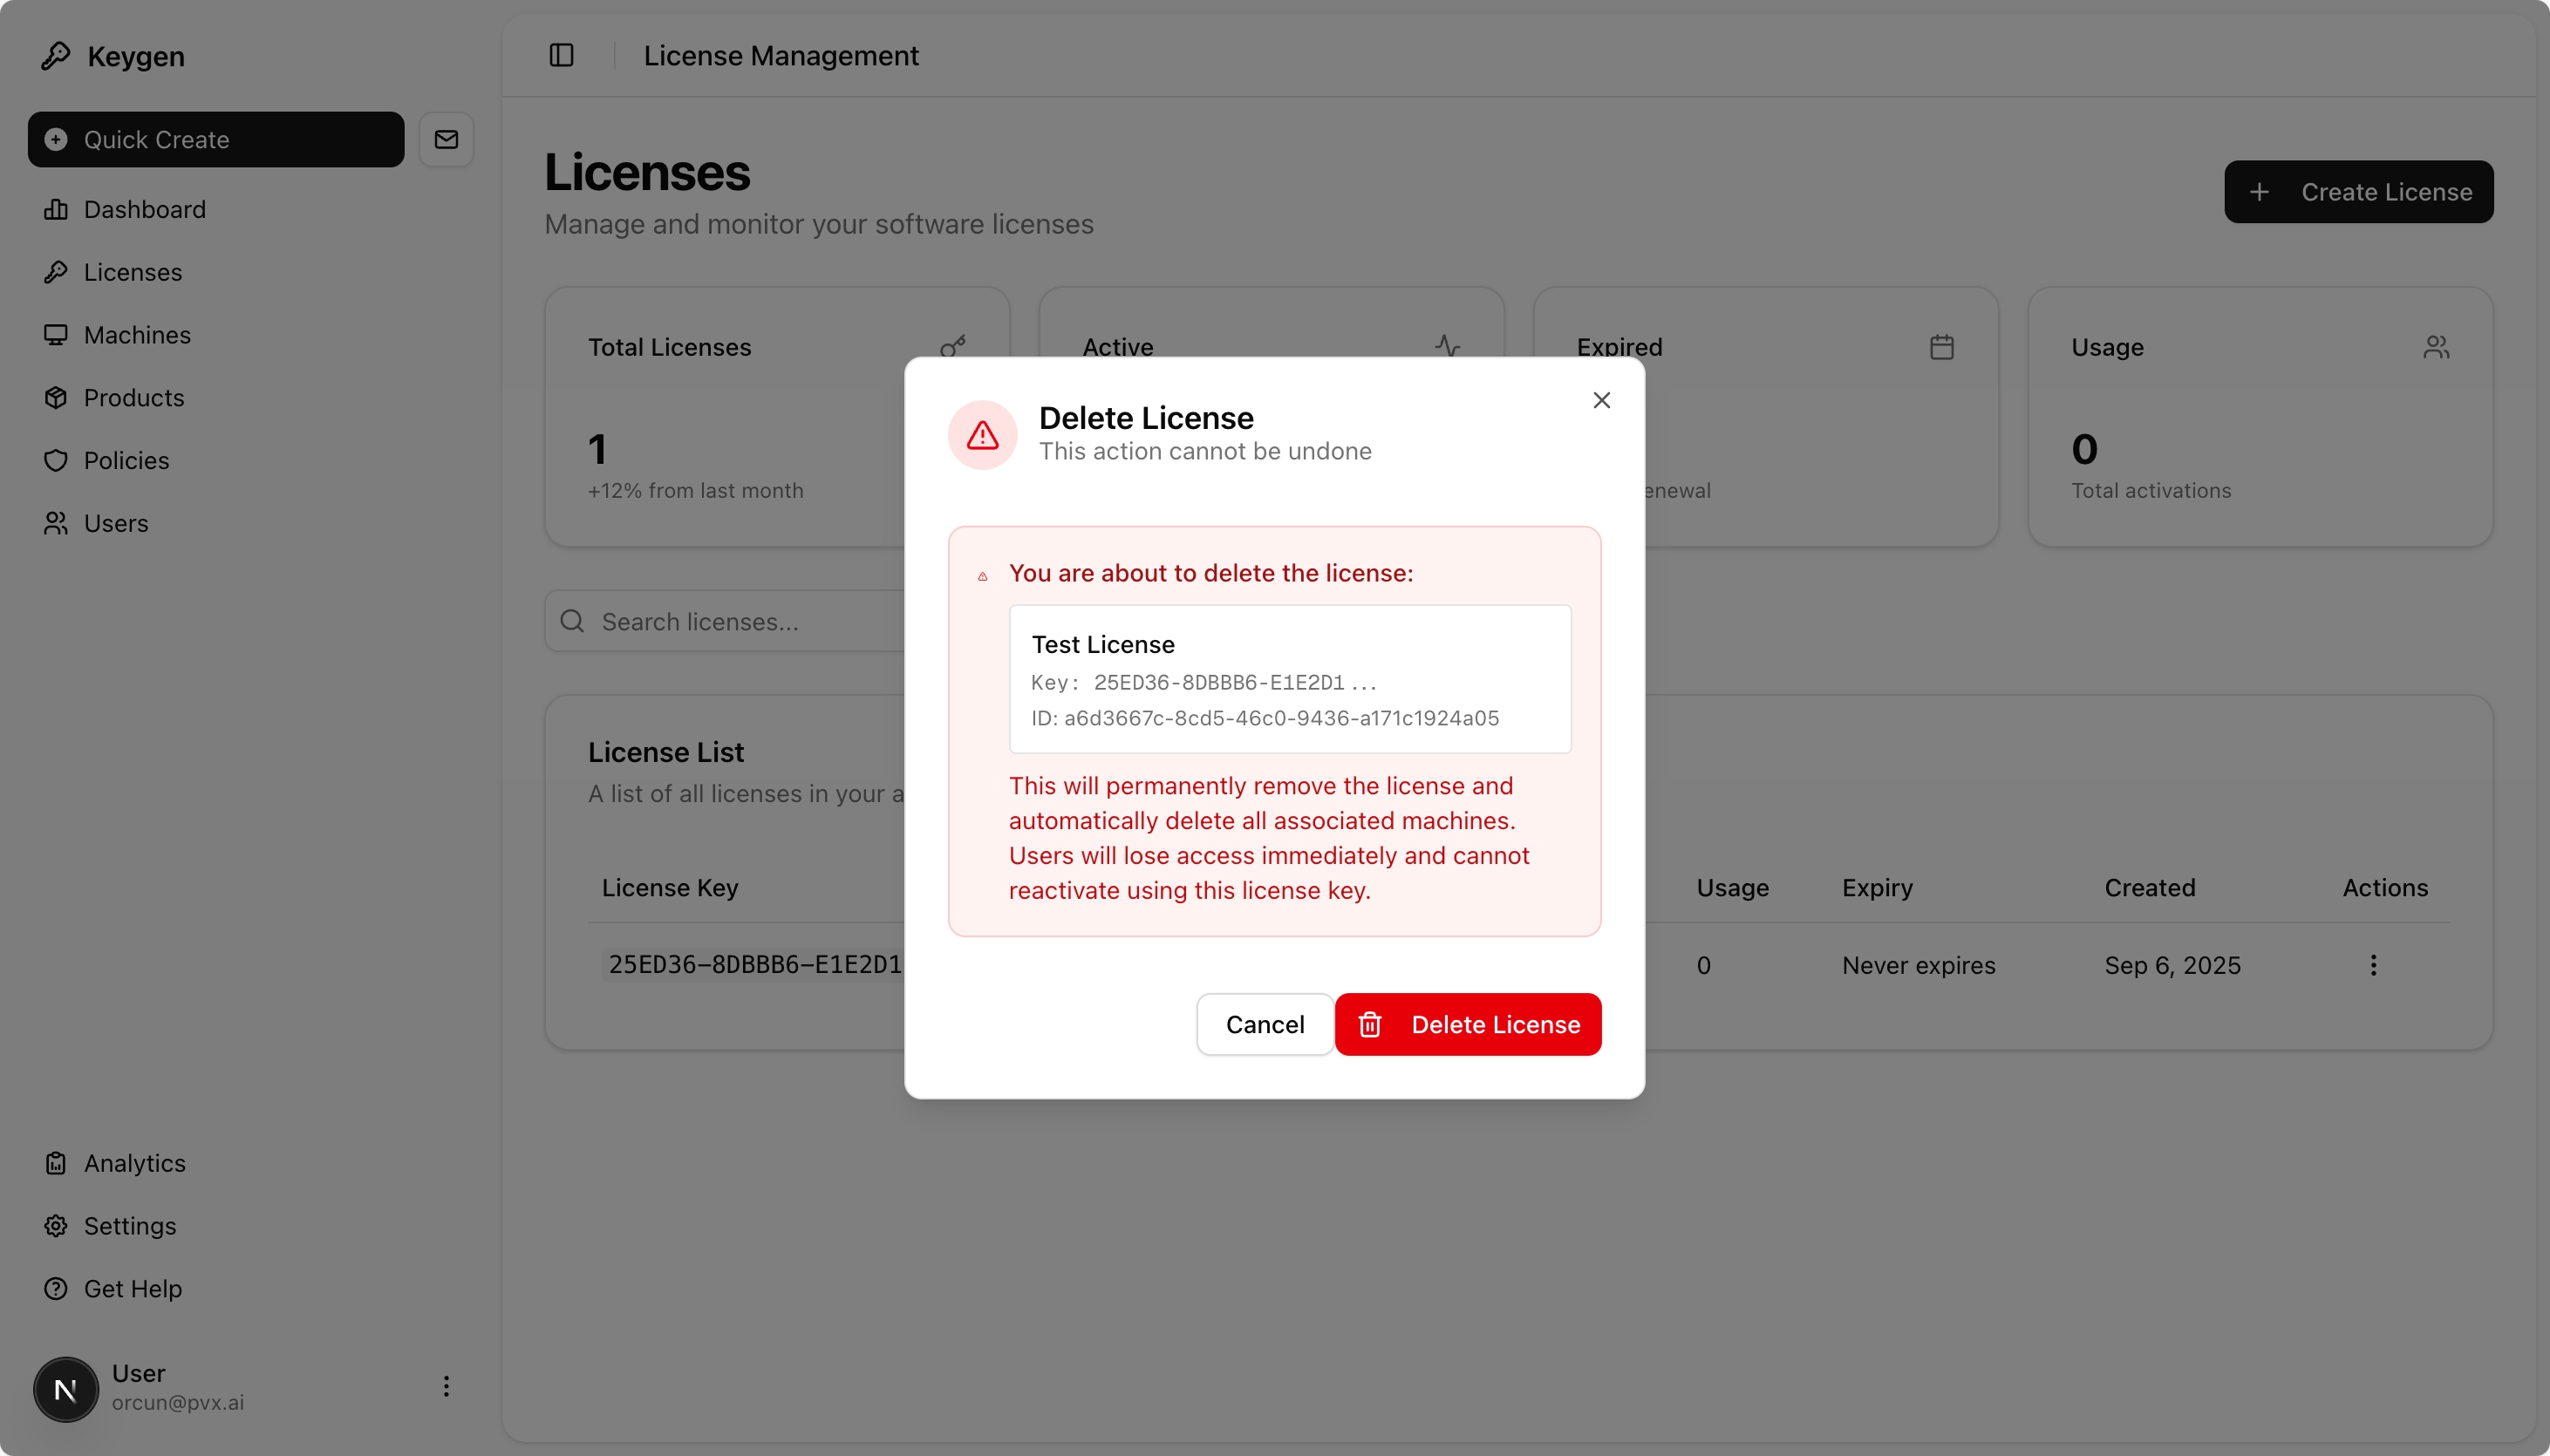 Keygen
Quick Create
Dashboard
Licenses
Machines
Products
Policies
Users
Analytics
Settings
Get Help
N
User
orcun@pvx.ai
License Management
Licenses
Manage and monitor your software licenses
Create License
Total Licenses
1
+12% from last month
Active
Expired
enewal
Usage
0
Total activations
Search licenses...
License List
A list of all licenses in your a
License Key
Usage
Expiry
Created
Actions
25ED36-8DBBB6-E1E2D1
0
Never expires
Sep 6, 2025
Delete License
This action cannot be undone
You are about to delete the license:
Test License
Key: 25ED36-8DBBB6-E1E2D1...
ID: a6d3667c-8cd5-46c0-9436-a171c1924a05
This will permanently remove the license and
automatically delete all associated machines.
Users will lose access immediately and cannot
reactivate using this license key.
Cancel
Delete License